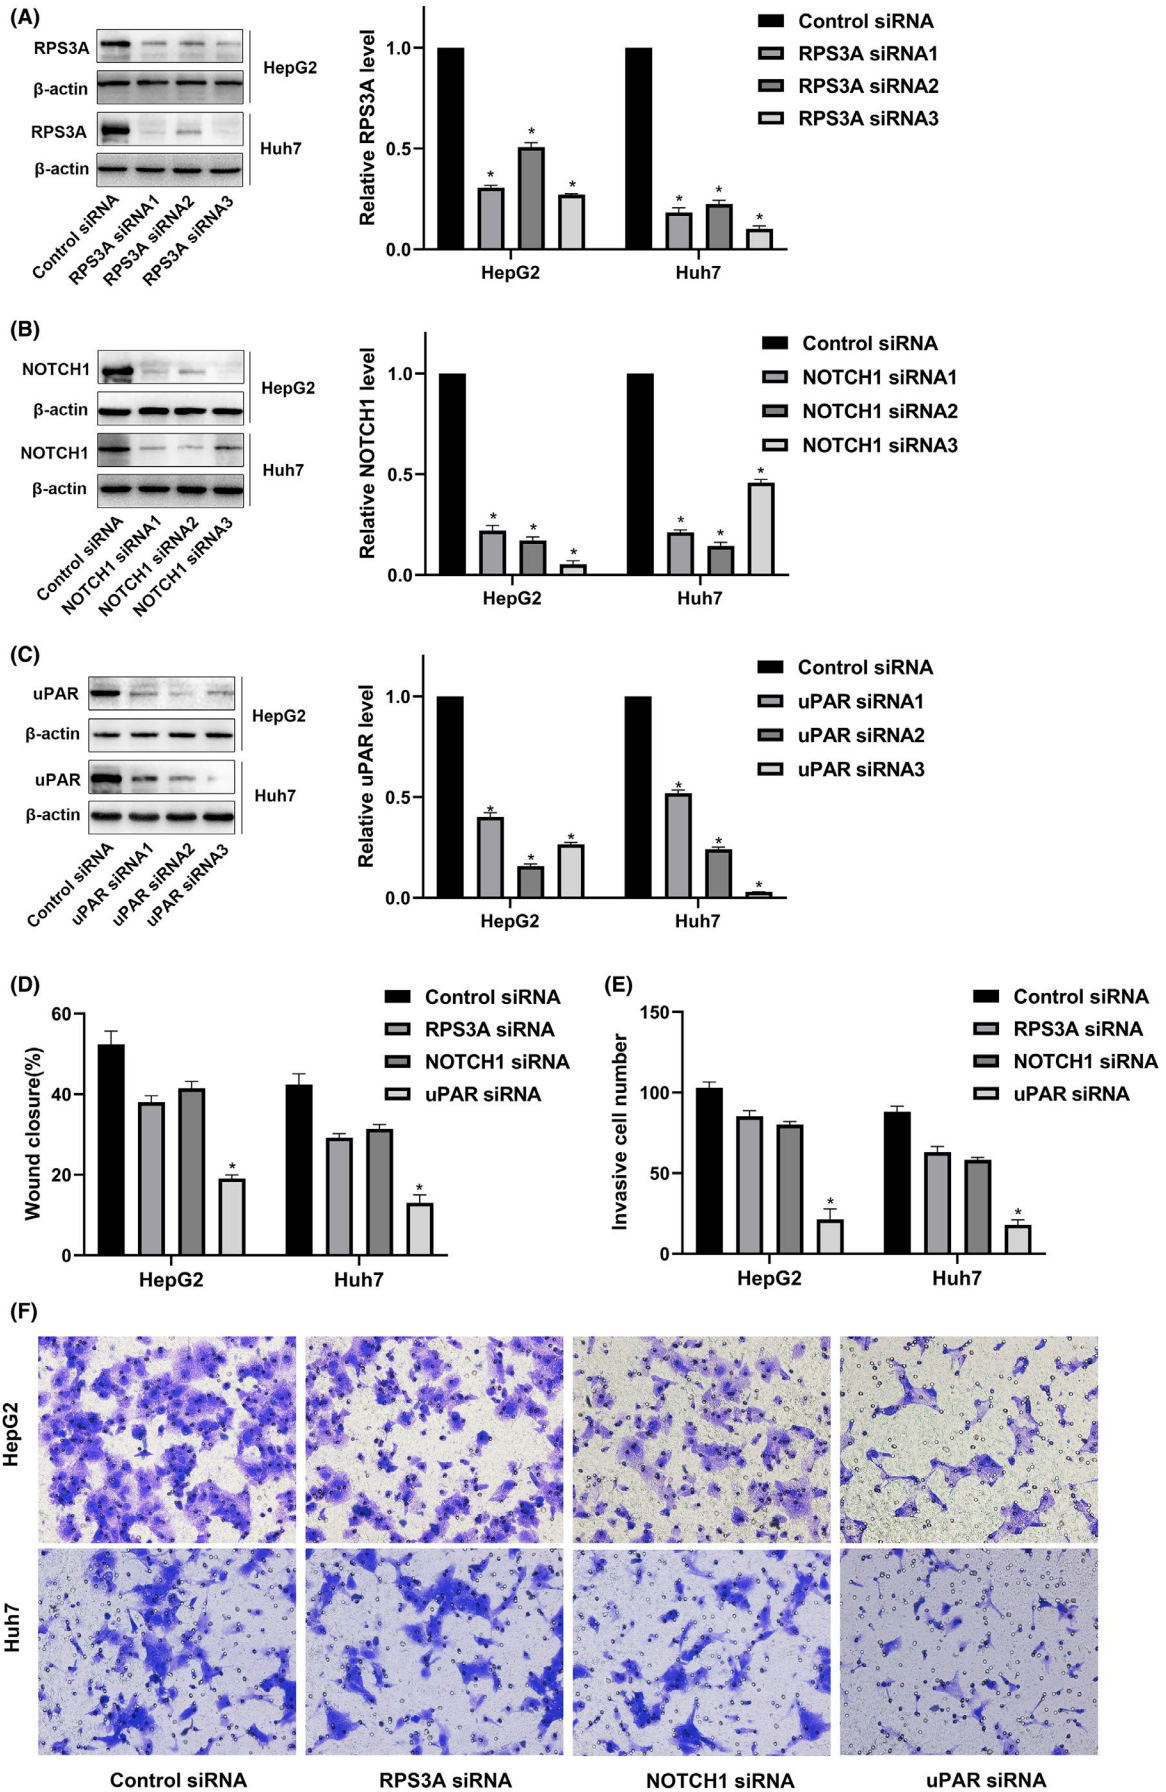 (A)
RPS3A
β-actin
HepG2
RPS3A
β-actin
Huh7
Control siRNA
RPS3A siRNA1
RPS3A siRNA2
RPS3A siRNA3
Relative RPS3A level
1.0
0.5
0.0
* * *
* * *
HepG2
Huh7
Control siRNA
RPS3A siRNA1
RPS3A siRNA2
RPS3A siRNA3
(B)
NOTCH1
β-actin
HepG2
NOTCH1
β-actin
Huh7
Control siRNA
NOTCH1 siRNA1
NOTCH1 siRNA2
NOTCH1 siRNA3
Relative NOTCH1 level
1.0
0.5
0.0
* * *
* * *
HepG2
Huh7
Control siRNA
NOTCH1 siRNA1
NOTCH1 siRNA2
NOTCH1 siRNA3
(C)
uPAR
β-actin
HepG2
uPAR
β-actin
Huh7
Control siRNA
uPAR siRNA1
uPAR siRNA2
uPAR siRNA3
Relative uPAR level
1.0
0.5
0.0
* * *
* * *
HepG2
Huh7
Control siRNA
uPAR siRNA1
uPAR siRNA2
uPAR siRNA3
(D)
Wound closure(%)
60
40
20
0
*
*
HepG2
Huh7
Control siRNA
RPS3A siRNA
NOTCH1 siRNA
uPAR siRNA
(E)
Invasive cell number
150
100
50
0
*
*
HepG2
Huh7
Control siRNA
RPS3A siRNA
NOTCH1 siRNA
uPAR siRNA
(F)
HepG2
Huh7
Control siRNA
RPS3A siRNA
NOTCH1 siRNA
uPAR siRNA